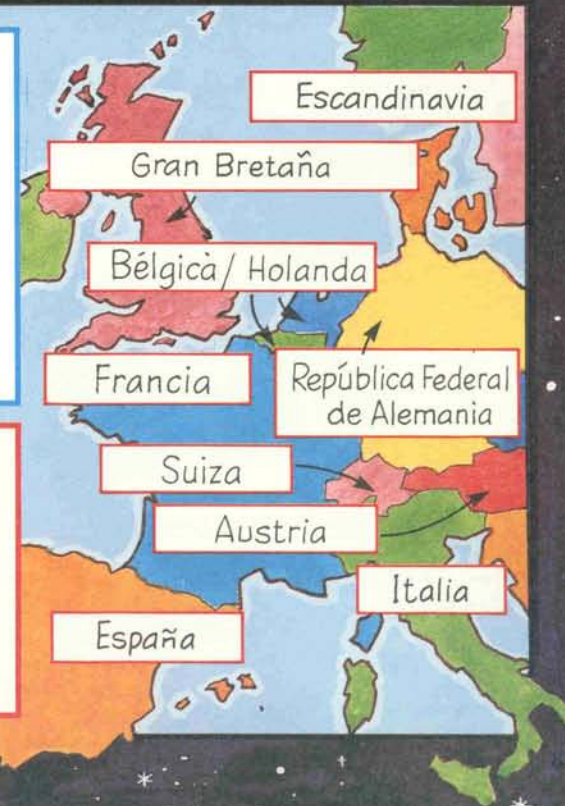 Escandinavia
Gran Bretaña
Bélgica/Holanda
Francia
República Federal
de Alemania
Suiza
Austria
Italia
España